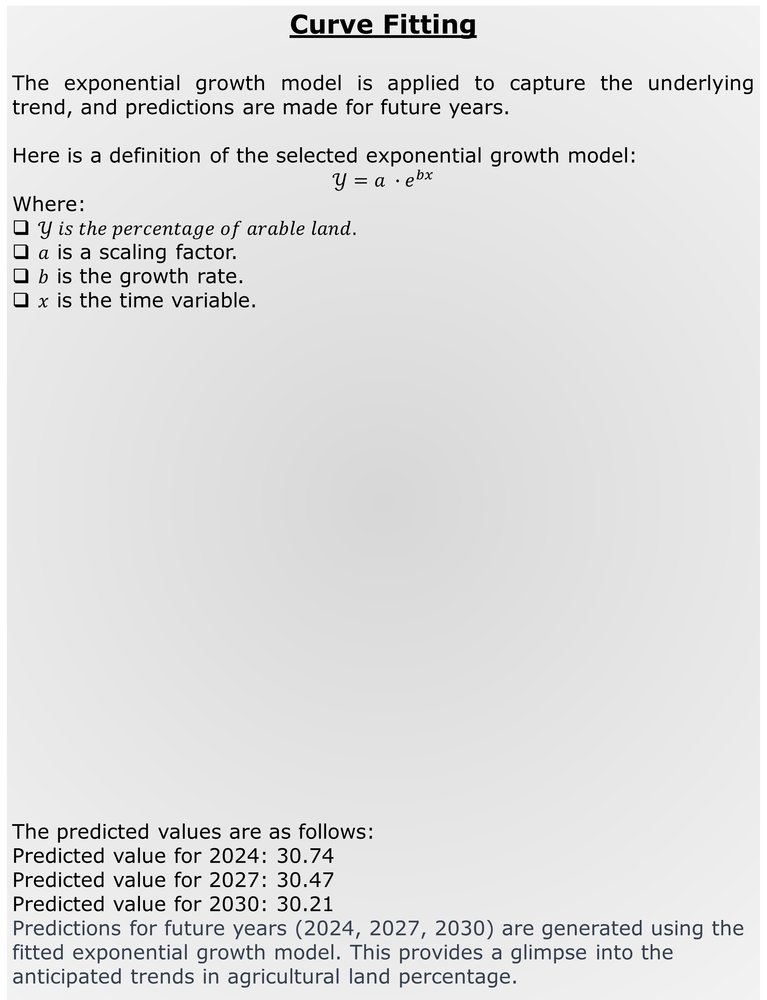 Curve Fitting
The exponential growth model is applied to capture the underlying
trend, and predictions are made for future years.
Here is a definition of the selected exponential growth model:
𝒴 = a · e^{bx}
Where:
❑ 𝒴 is the percentage of arable land.
❑ a is a scaling factor.
❑ b is the growth rate.
❑ x is the time variable.
The predicted values are as follows:
Predicted value for 2024: 30.74
Predicted value for 2027: 30.47
Predicted value for 2030: 30.21
Predictions for future years (2024, 2027, 2030) are generated using the
fitted exponential growth model. This provides a glimpse into the
anticipated trends in agricultural land percentage.